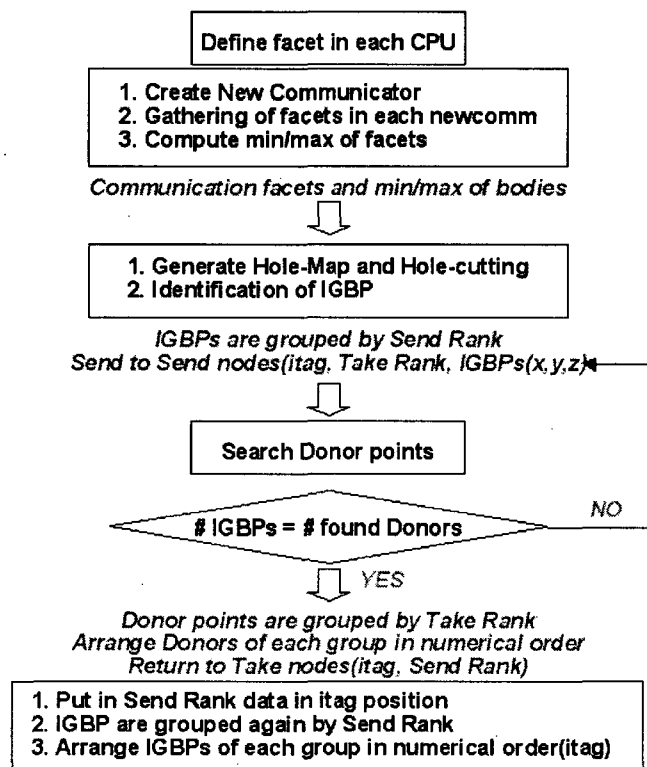 Define facet in each CPU
1. Create New Communicator
2. Gathering of facets in each newcomm
3. Compute min/max of facets
Communication facets and min/max of bodies
1. Generate Hole-Map and Hole-cutting
2. Identification of IGBP
IGBPs are grouped by Send Rank
Send to Send nodes(itag, Take Rank, IGBPs(x,y,z)
Search Donor points
# IGBPs = # found Donors
NO
YES
Donor points are grouped by Take Rank
Arrange Donors of each group in numerical order
Return to Take nodes(itag, Send Rank)
1. Put in Send Rank data in itag position
2. IGBP are grouped again by Send Rank
3. Arrange IGBPs of each group in numerical order(itag)